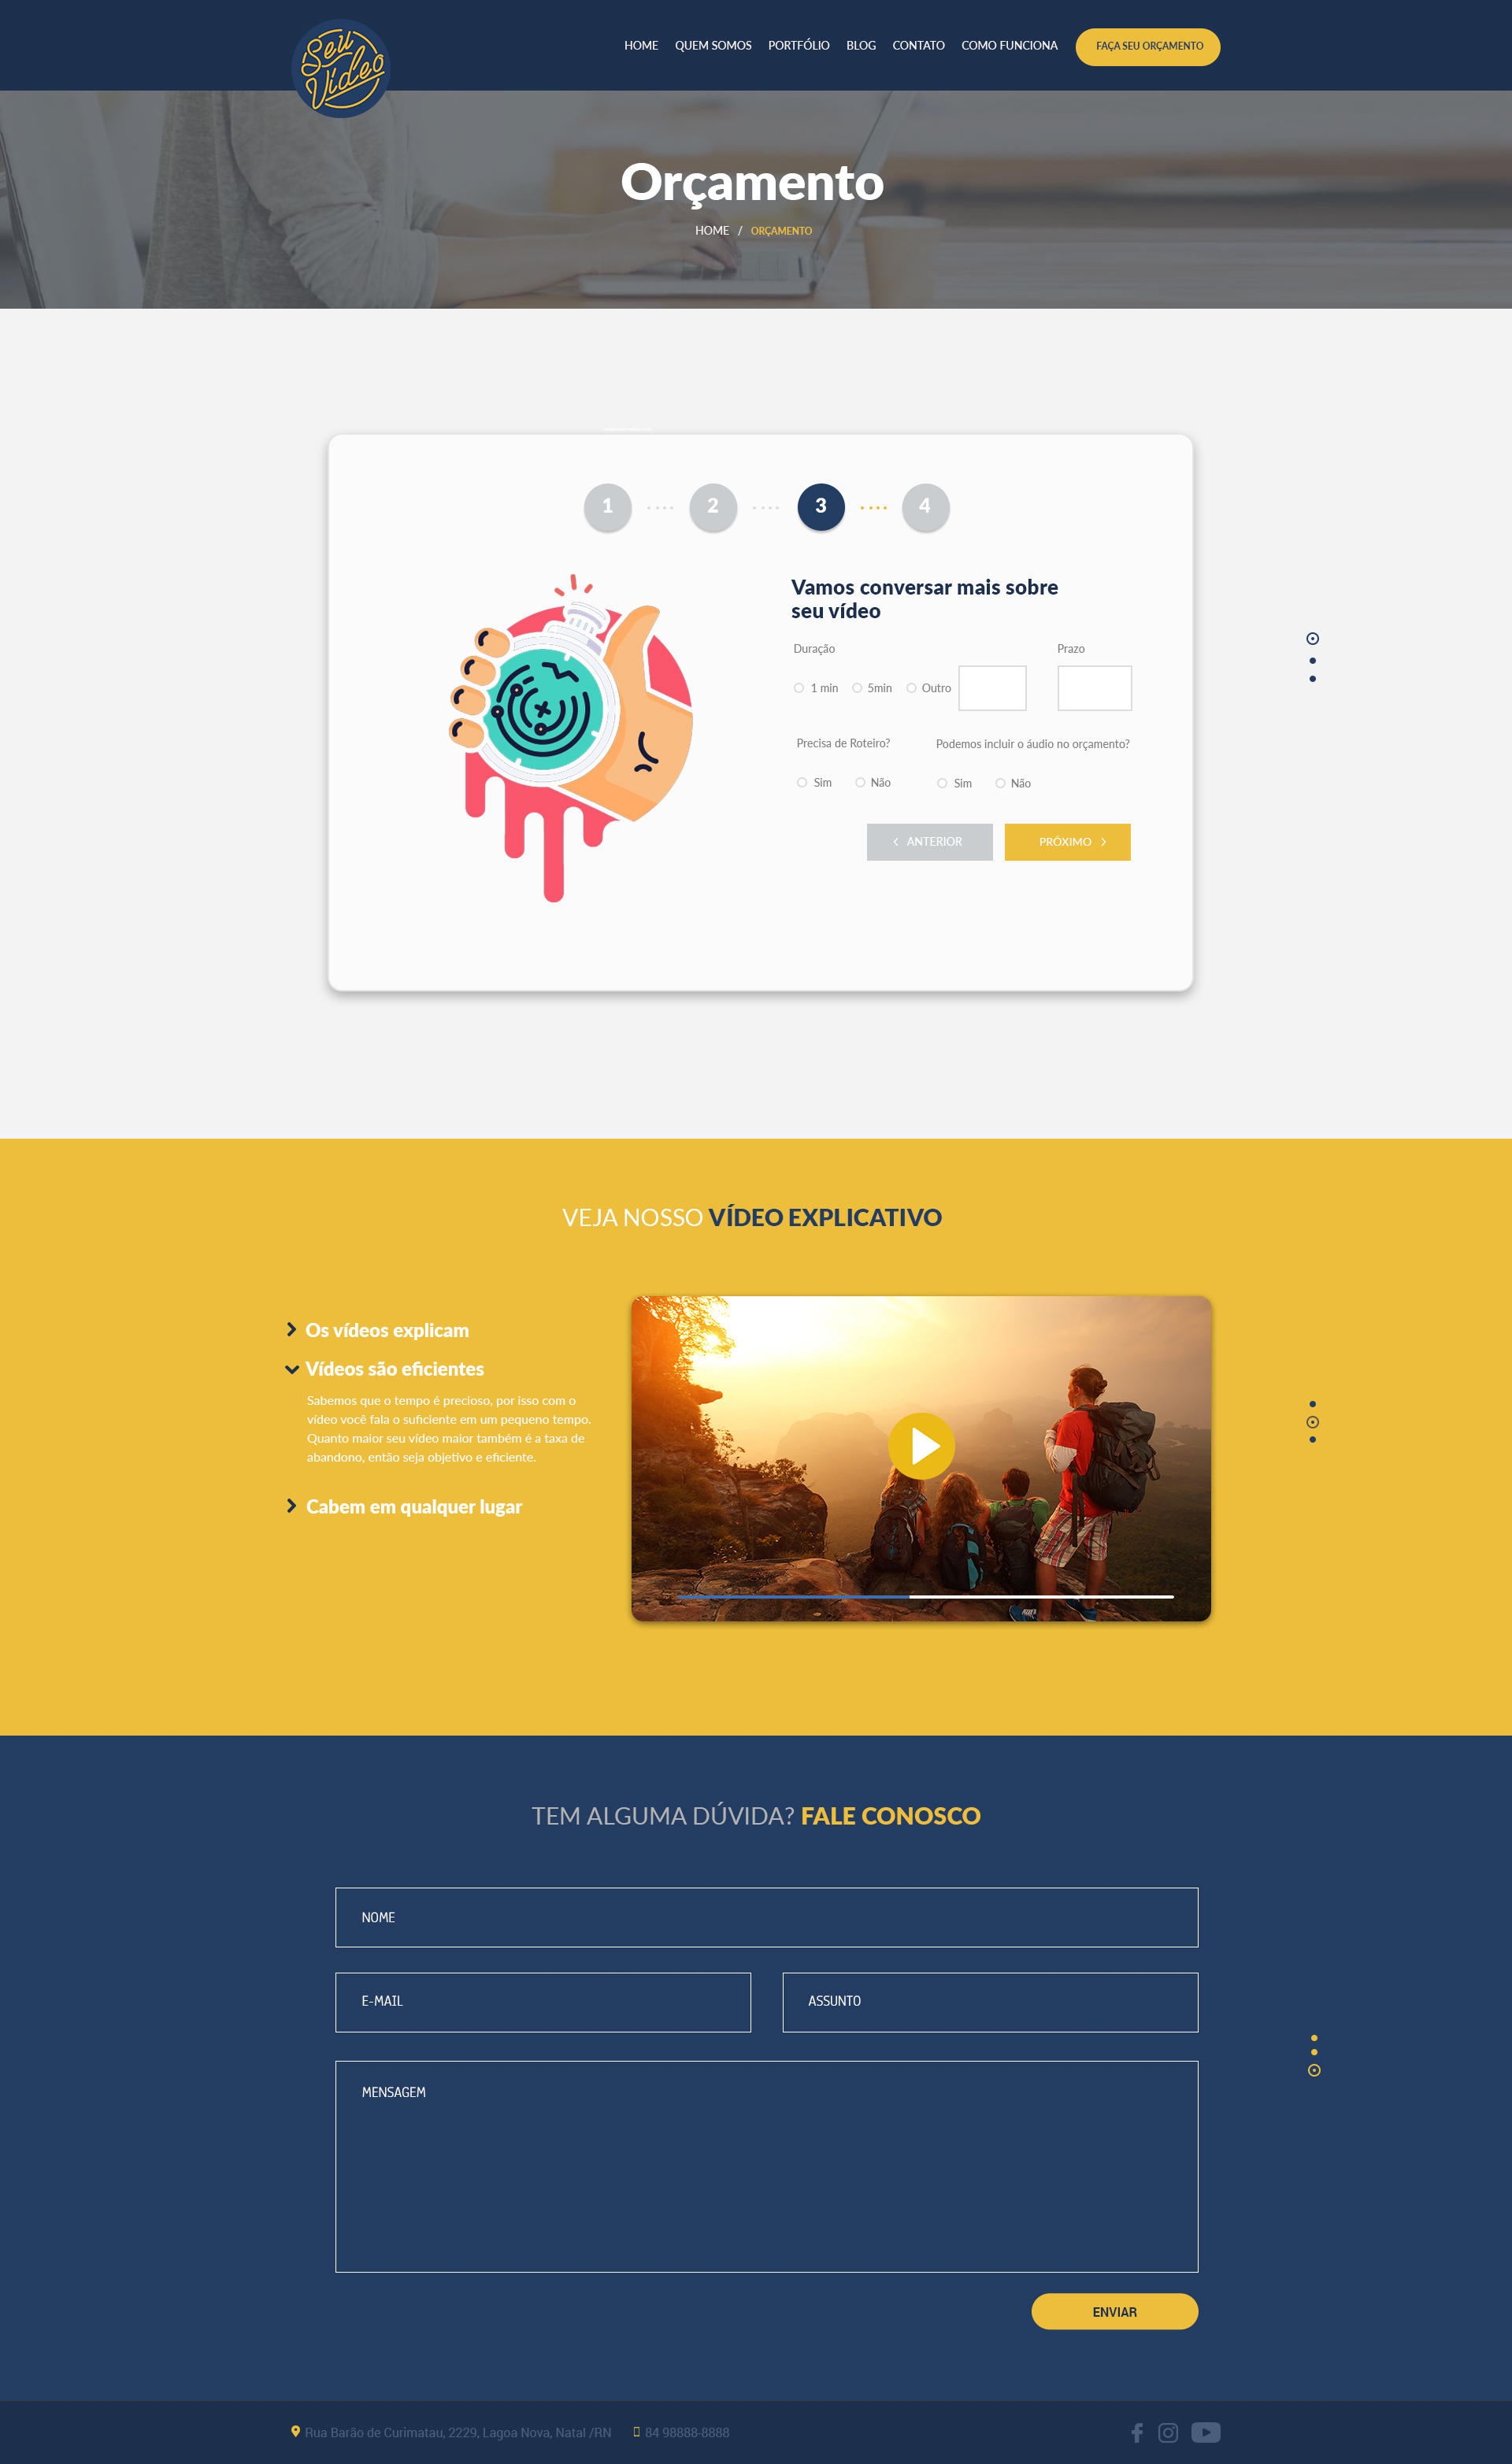 Seu
Vídeo
HOME QUEM SOMOS PORTFÓLIO BLOG CONTATO COMO FUNCIONA FAÇA SEU ORÇAMENTO
Orçamento
HOME / ORÇAMENTO
1 2 3 4
Vamos conversar mais sobre
seu vídeo
Duração Prazo
1 min 5min Outro
Precisa de Roteiro? Podemos incluir o áudio no orçamento?
Sim Não Sim Não
ANTERIOR PRÓXIMO
VEJA NOSSO VÍDEO EXPLICATIVO
Os vídeos explicam
Vídeos são eficientes
Sabemos que o tempo é precioso, por isso com o
vídeo você fala o suficiente em um pequeno tempo.
Quanto maior seu vídeo maior também é a taxa de
abandono, então seja objetivo e eficiente.
Cabem em qualquer lugar
TEM ALGUMA DÚVIDA? FALE CONOSCO
NOME
E-MAIL ASSUNTO
MENSAGEM
ENVIAR
Rua Barão de Curimatau, 2229, Lagoa Nova, Natal /RN 84 98888-8888